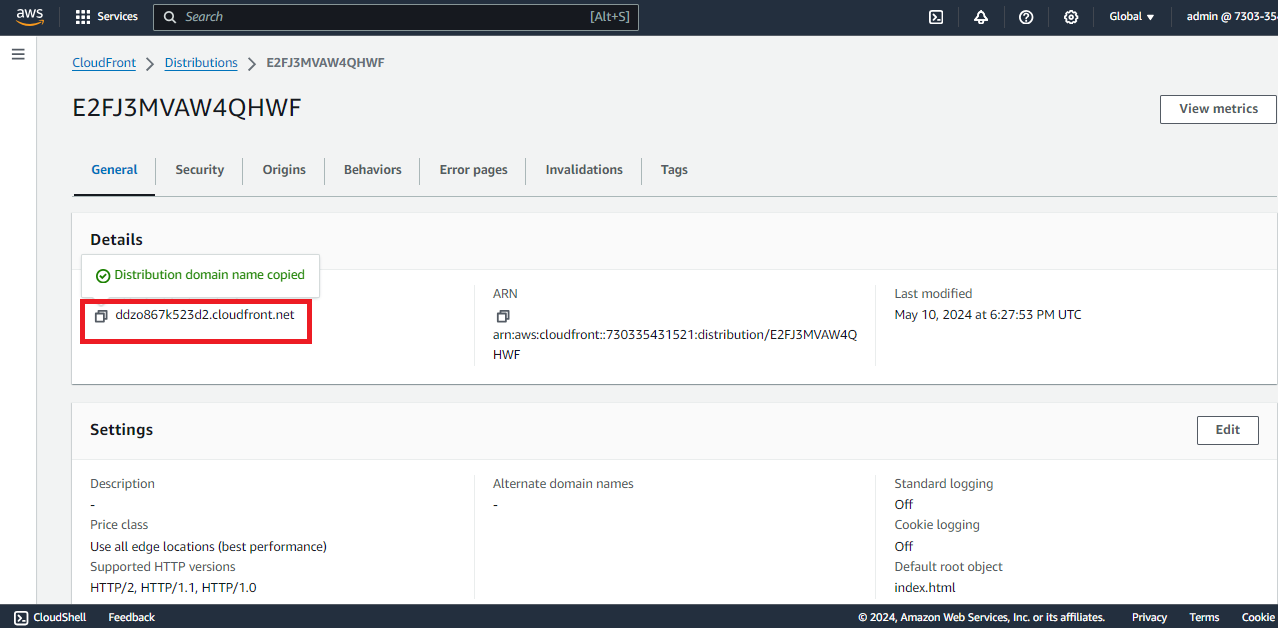 aws Services Search [Alt+S] Global admin @ 7303-354
CloudFront Distributions E2FJ3MVAW4QHWF
E2FJ3MVAW4QHWF
View metrics
General Security Origins Behaviors Error pages Invalidations Tags
Details
Distribution domain name copied
ddzo867k523d2.cloudfront.net
ARN
arn:aws:cloudfront::730335431521:distribution/E2FJ3MVAW4Q
HWF
Last modified
May 10, 2024 at 6:27:53 PM UTC
Settings
Edit
Description
-
Price class
Use all edge locations (best performance)
Supported HTTP versions
HTTP/2, HTTP/1.1, HTTP/1.0
Alternate domain names
-
Standard logging
Off
Cookie logging
Off
Default root object
index.html
CloudShell Feedback © 2024, Amazon Web Services, Inc. or its affiliates. Privacy Terms Cookie